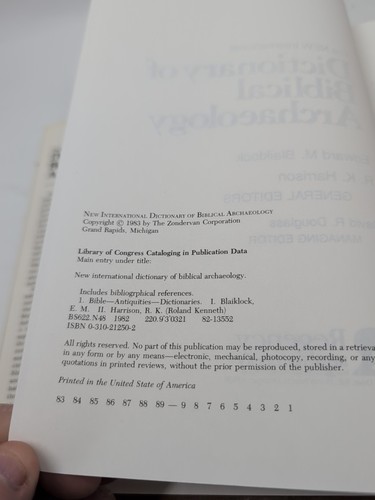 NEW INTERNATIONAL DICTIONARY OF BIBLICAL ARCHAEOLOGY
Copyright © 1983 by The Zondervan Corporation
Grand Rapids, Michigan
Library of Congress Cataloging in Publication Data
Main entry under title:
New international dictionary of biblical archaeology.
Includes bibliogryphical references.
1. Bible—Antiquities—Dictionaries. I. Blaiklock,
E. M. II. Harrison, R. K. (Roland Kenneth)
BS622.N48 1982 220.9'3'0321 82-13552
ISBN 0-310-21250-2
All rights reserved. No part of this publication may be reproduced, stored in a retrieva
in any form or by any means—electronic, mechanical, photocopy, recording, or any
quotations in printed reviews, without the prior permission of the publisher.
Printed in the United State of America
83 84 85 86 87 88 89 — 9 8 7 6 5 4 3 2 1